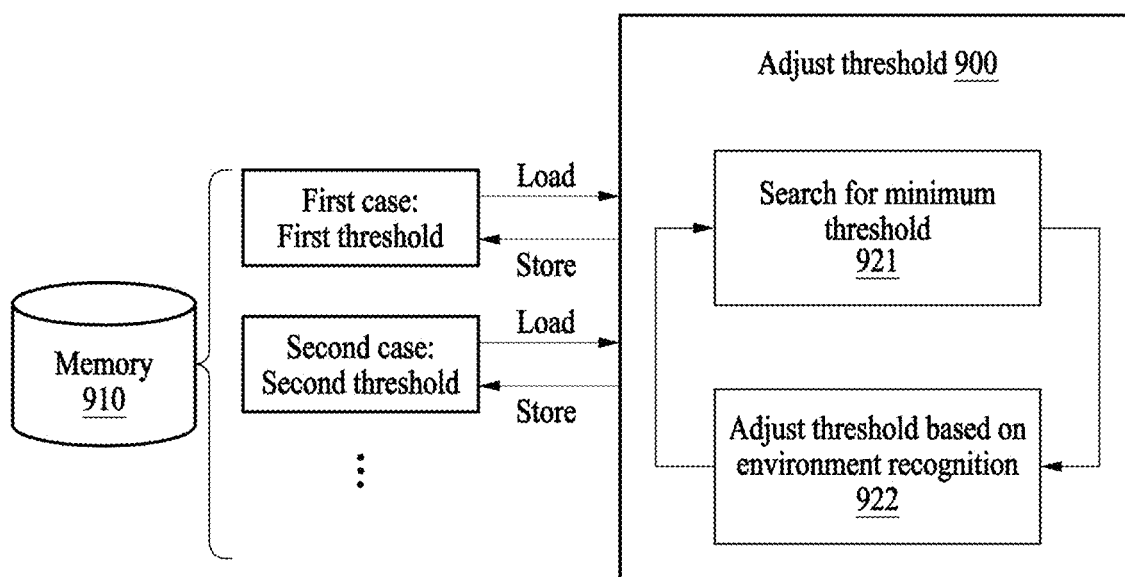 Adjust threshold 900
Load
First case:
First threshold
Store
Search for minimum
threshold
921
Load
Second case:
Second threshold
Store
Memory
910
Adjust threshold based on
environment recognition
922